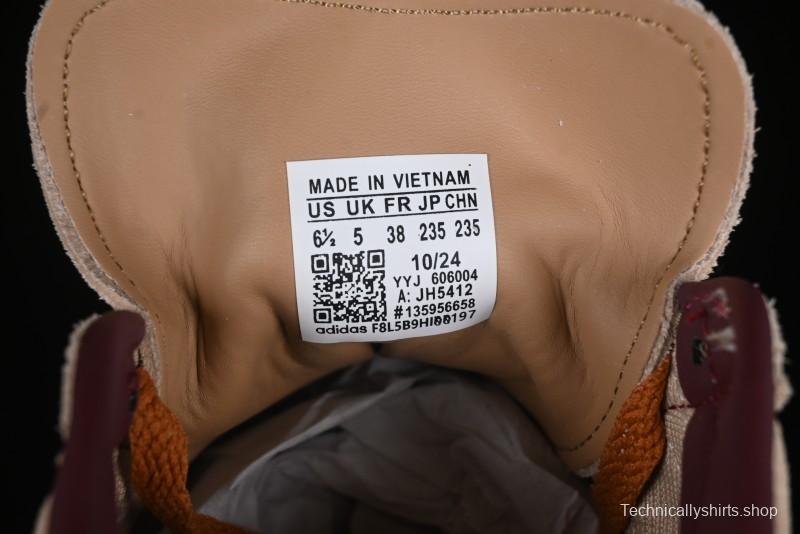 MADE IN VIETNAM
US UK FR JP CHN
6½ 5 38 235 235
10/24
YYJ 606004
A: JH5412
#135956658
adidas
Technicallyshirts.shop